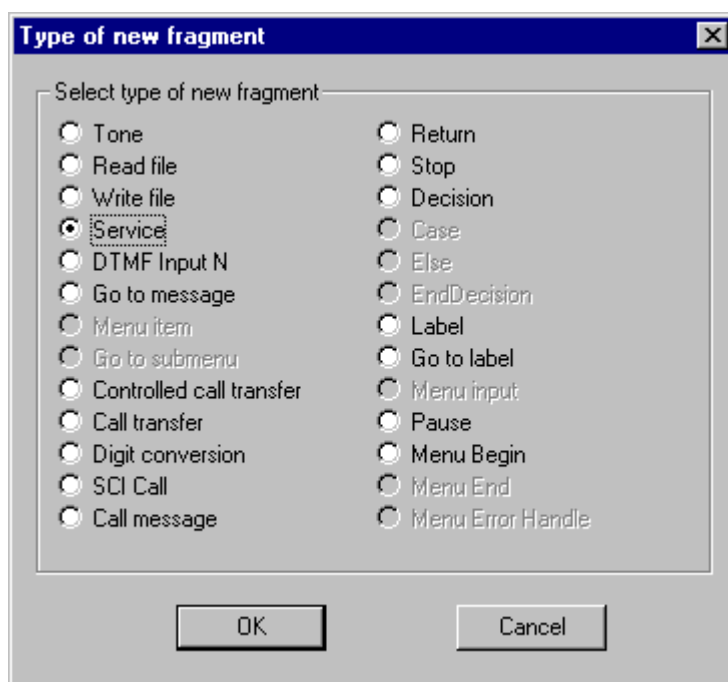 Type of new fragment
Select type of new fragment
Tone
Read file
Write file
Service
DTMF Input N
Go to message
Menu item
Go to submenu
Controlled call transfer
Call transfer
Digit conversion
SCI Call
Call message
Return
Stop
Decision
Case
Else
EndDecision
Label
Go to label
Menu input
Pause
Menu Begin
Menu End
Menu Error Handle
OK
Cancel